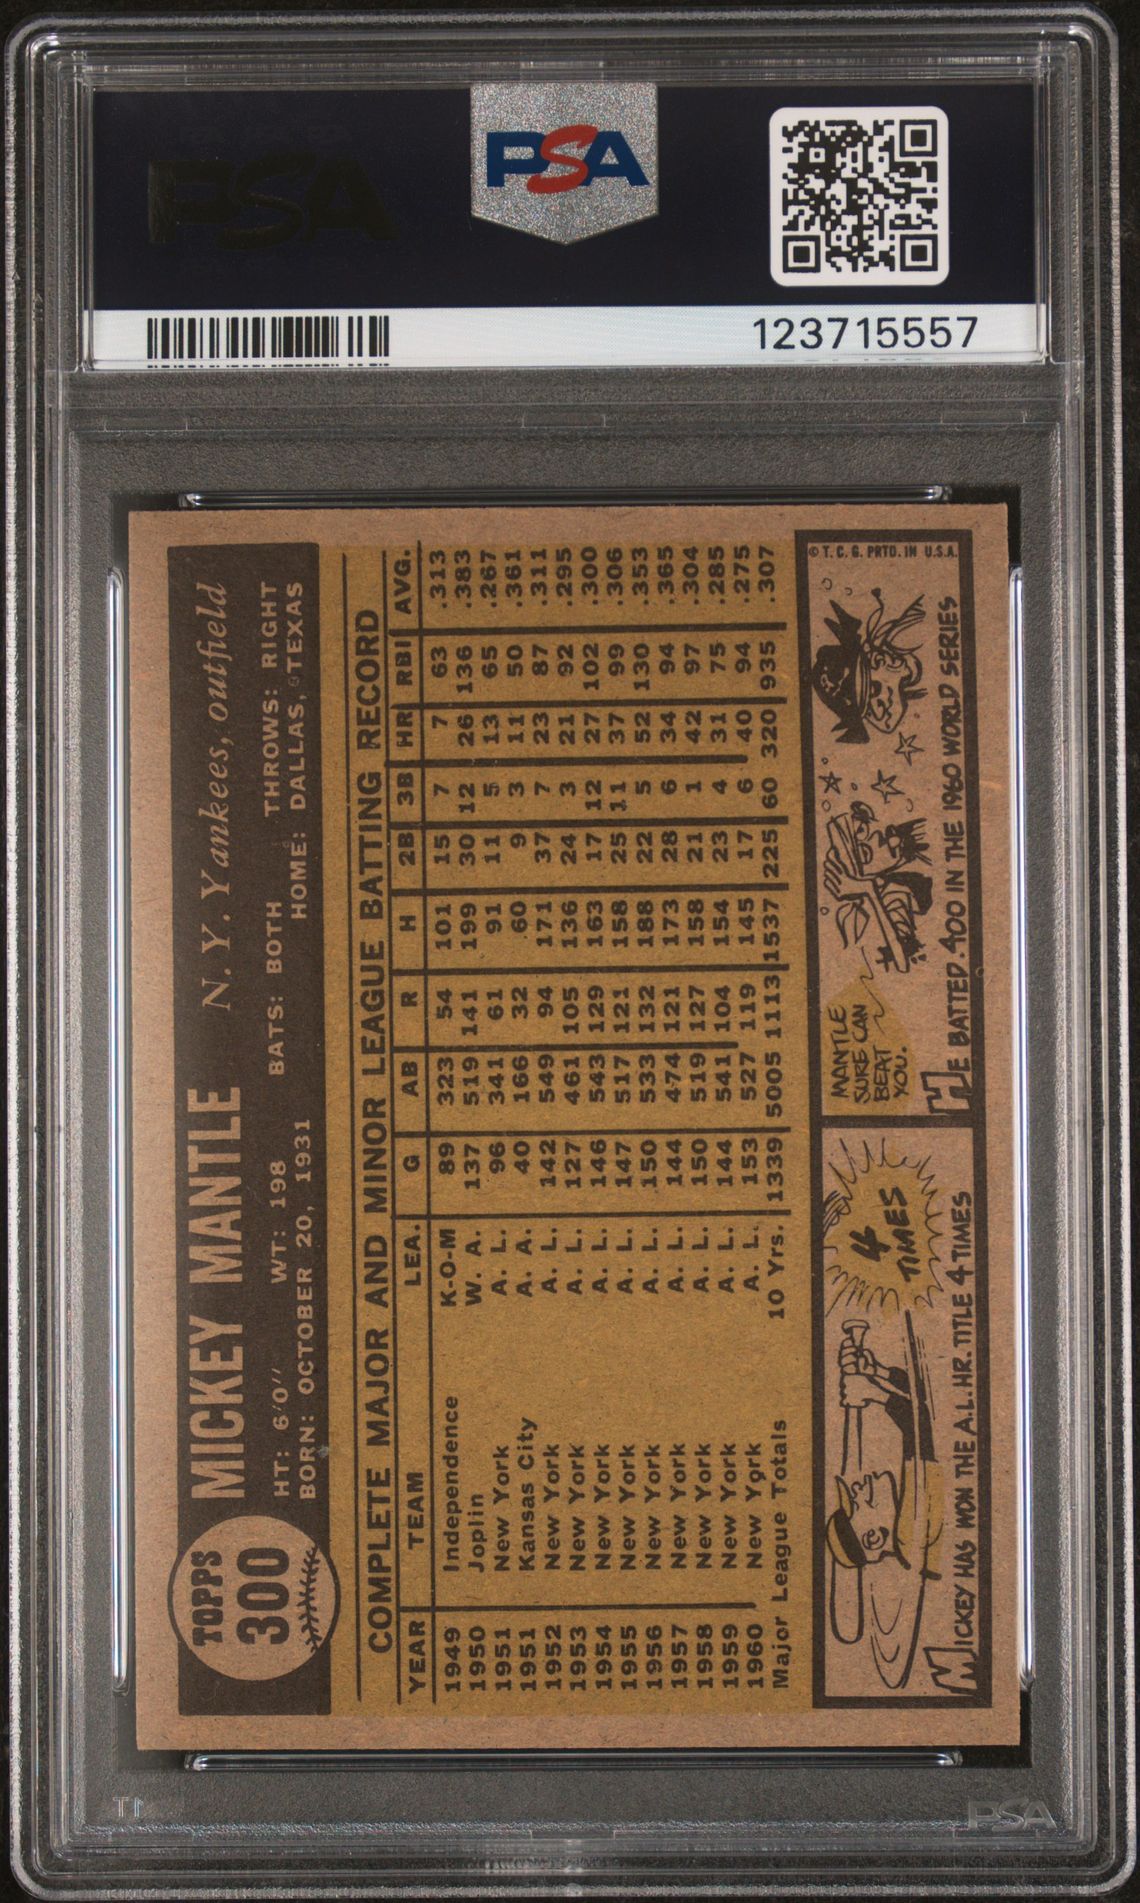 PSA
PSA
123715557
TOPPS
300
MICKEY MANTLE N. Y. Yankees, outfield
HT: 6'0" WT: 198 BATS: BOTH THROWS: RIGHT
BORN: OCTOBER 20, 1931 HOME: DALLAS, TEXAS
COMPLETE MAJOR AND MINOR LEAGUE BATTING RECORD
YEAR TEAM LEA. G AB R H 2B 3B HR RBI AVG.
1949 Independence K-O-M 89 323 54 101 15 7 7 63 .313
1950 Joplin W. A. 137 519 141 199 30 12 26 136 .383
1951 New York A. L. 96 341 61 91 11 5 13 65 .267
1951 Kansas City A. A. 40 166 32 60 9 3 11 50 .361
1952 New York A. L. 142 549 94 171 37 7 23 87 .311
1953 New York A. L. 127 461 105 136 24 3 21 92 .295
1954 New York A. L. 146 543 129 163 17 12 27 102 .300
1955 New York A. L. 147 517 121 158 25 11 37 99 .306
1956 New York A. L. 150 533 132 188 22 5 52 130 .353
1957 New York A. L. 144 474 121 173 28 6 34 94 .365
1958 New York A. L. 150 519 127 158 21 1 42 97 .304
1959 New York A. L. 144 541 104 154 23 4 31 75 .285
1960 New York A. L. 153 527 119 145 17 6 40 94 .275
Major League Totals 10 Yrs. 1339 5005 1113 1537 225 60 320 935 .307
4
TIMES
MICKEY HAS WON THE A.L. HR. TITLE 4 TIMES
MANTLE
SURE CAN
BEAT
YOU.
HE BATTED .400 IN THE 1960 WORLD SERIES
© T. C. G. PRTD. IN U.S.A.
PSA